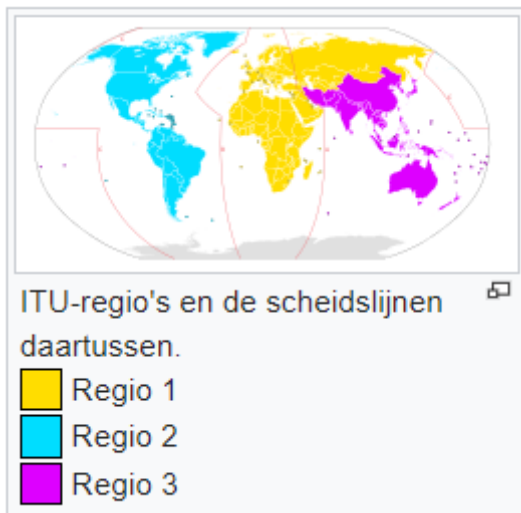 ITU-regio's en de scheidslijnen
daartussen.
Regio 1
Regio 2
Regio 3